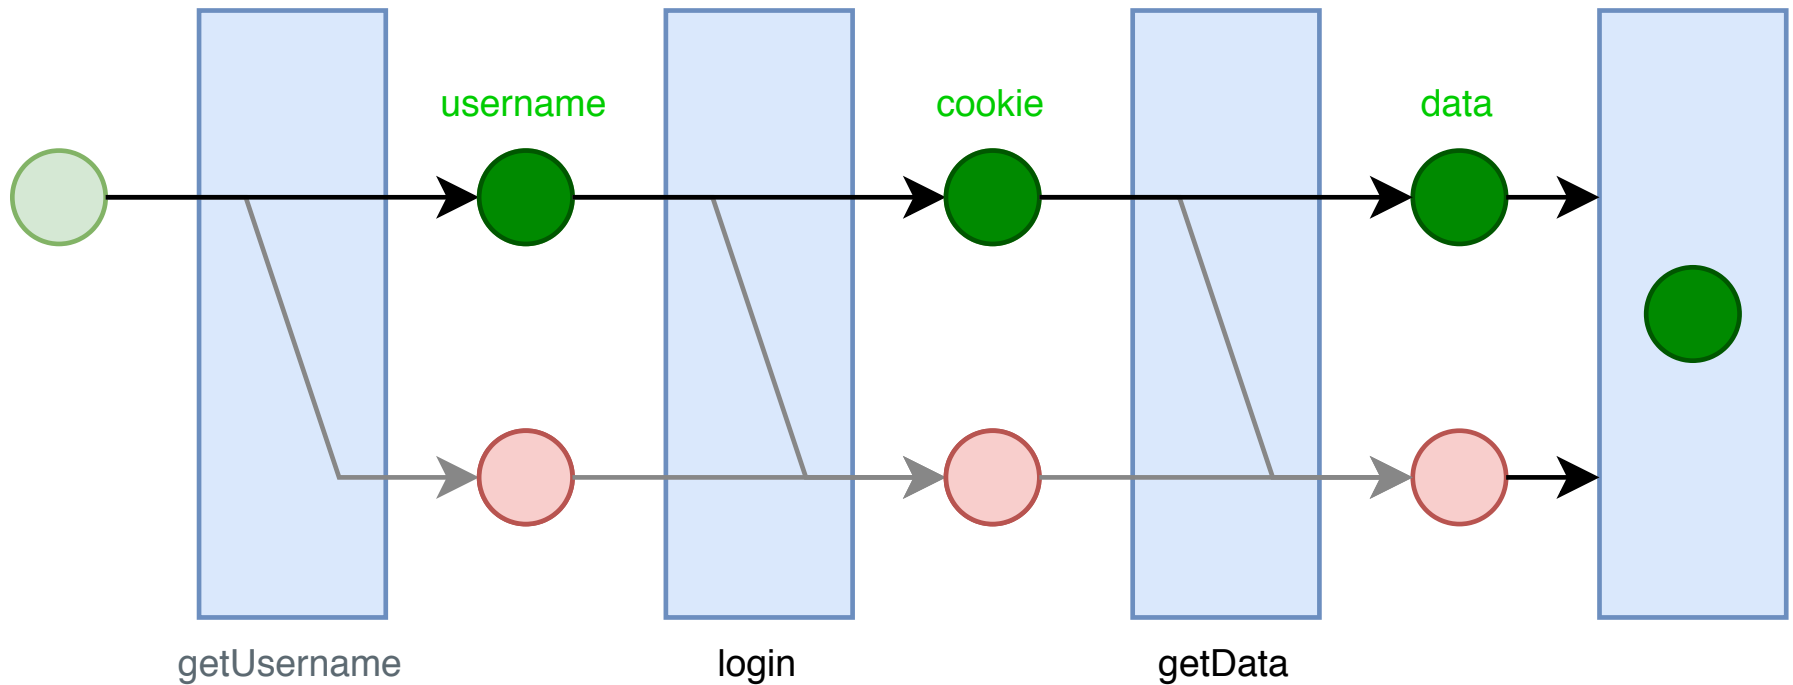 username
cookie
data
getUsername
login
getData